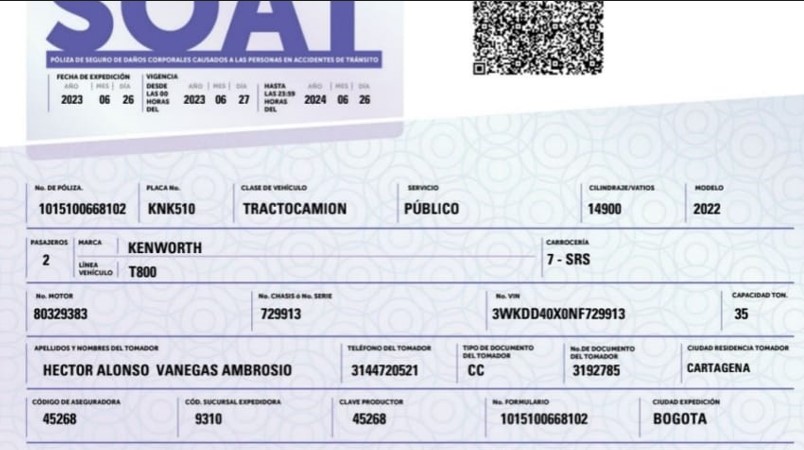 SOAT
PÓLIZA DE SEGURO DE DAÑOS CORPORALES CAUSADOS A LAS PERSONAS EN ACCIDENTES DE TRÁNSITO
FECHA DE EXPEDICIÓN
AÑO MES DÍA
2023 06 26
VIGENCIA
DESDE LAS 00 HORAS DEL
AÑO MES DÍA
2023 06 27
HASTA LAS 23:59 HORAS DEL
AÑO MES DÍA
2024 06 26
No. DE PÓLIZA. PLACA No. CLASE DE VEHÍCULO SERVICIO CILINDRAJE/VATIOS MODELO
1015100668102 KNK510 TRACTOCAMION PÚBLICO 14900 2022
PASAJEROS MARCA KENWORTH CARROCERÍA
2 LÍNEA VEHÍCULO T800 7 - SRS
No. MOTOR No. CHASIS ó No. SERIE No. VIN CAPACIDAD TON.
80329383 729913 3WKDD40X0NF729913 35
APELLIDOS Y NOMBRES DEL TOMADOR TELÉFONO DEL TOMADOR TIPO DE DOCUMENTO DEL TOMADOR No.DE DOCUMENTO DEL TOMADOR CIUDAD RESIDENCIA TOMADOR
HECTOR ALONSO VANEGAS AMBROSIO 3144720521 CC 3192785 CARTAGENA
CÓDIGO DE ASEGURADORA CÓD. SUCURSAL EXPEDIDORA CLAVE PRODUCTOR No. FORMULARIO CIUDAD EXPEDICIÓN
45268 9310 45268 1015100668102 BOGOTA